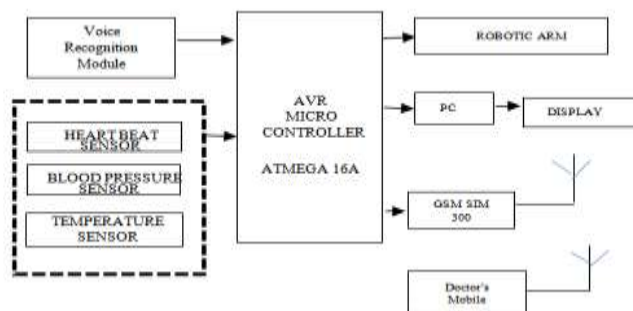 Voice
Recognition
Module
HEART BEAT
SENSOR
BLOOD PRESSURE
SENSOR
TEMPERATURE
SENSOR
AVR
MICRO
CONTROLLER
ATMEGA 16A
ROBOTIC ARM
PC
DISPLAY
GSM SIM
300
Doctor's
Mobile